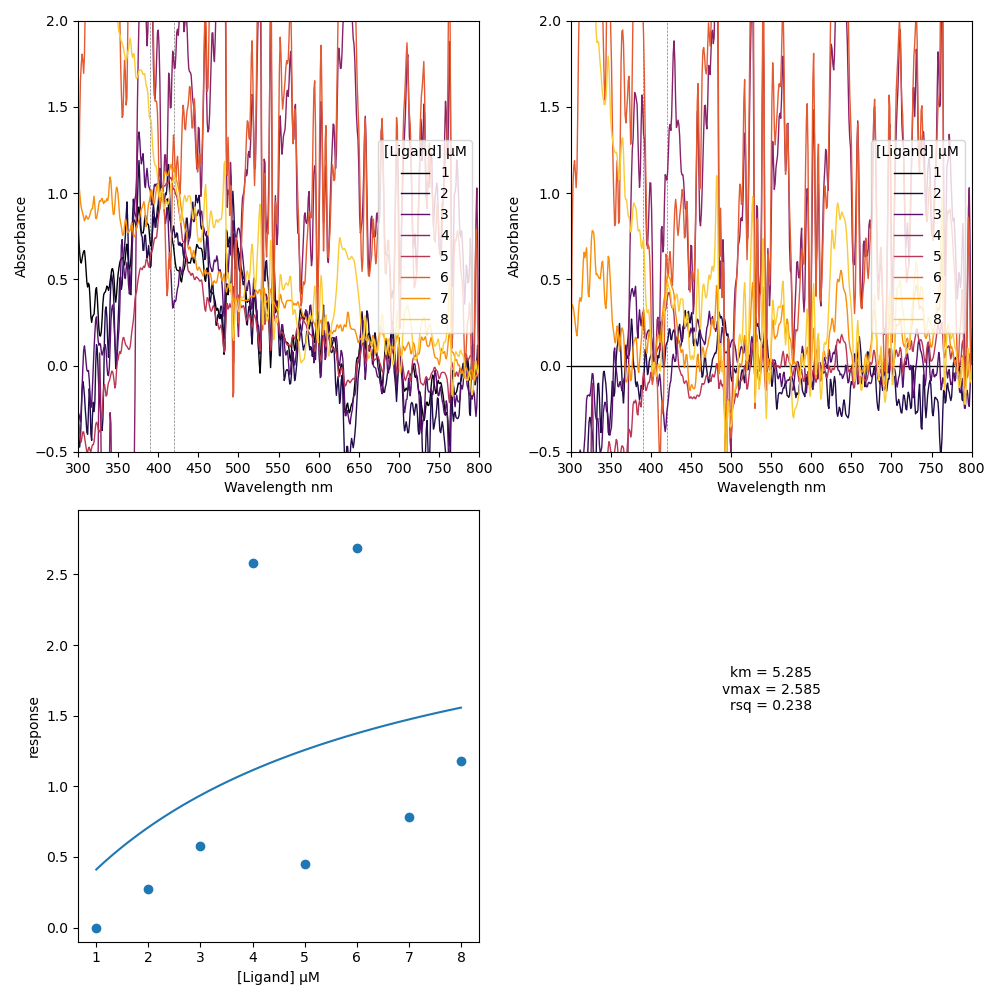 2.0
1.5
1.0
0.5
0.0
−0.5
Absorbance
300 350 400 450 500 550 600 650 700 750 800
Wavelength nm
[Ligand] μM
1
2
3
4
5
6
7
8
2.0
1.5
1.0
0.5
0.0
−0.5
Absorbance
300 350 400 450 500 550 600 650 700 750 800
Wavelength nm
[Ligand] μM
1
2
3
4
5
6
7
8
2.5
2.0
1.5
1.0
0.5
0.0
response
1 2 3 4 5 6 7 8
[Ligand] μM
km = 5.285
vmax = 2.585
rsq = 0.238